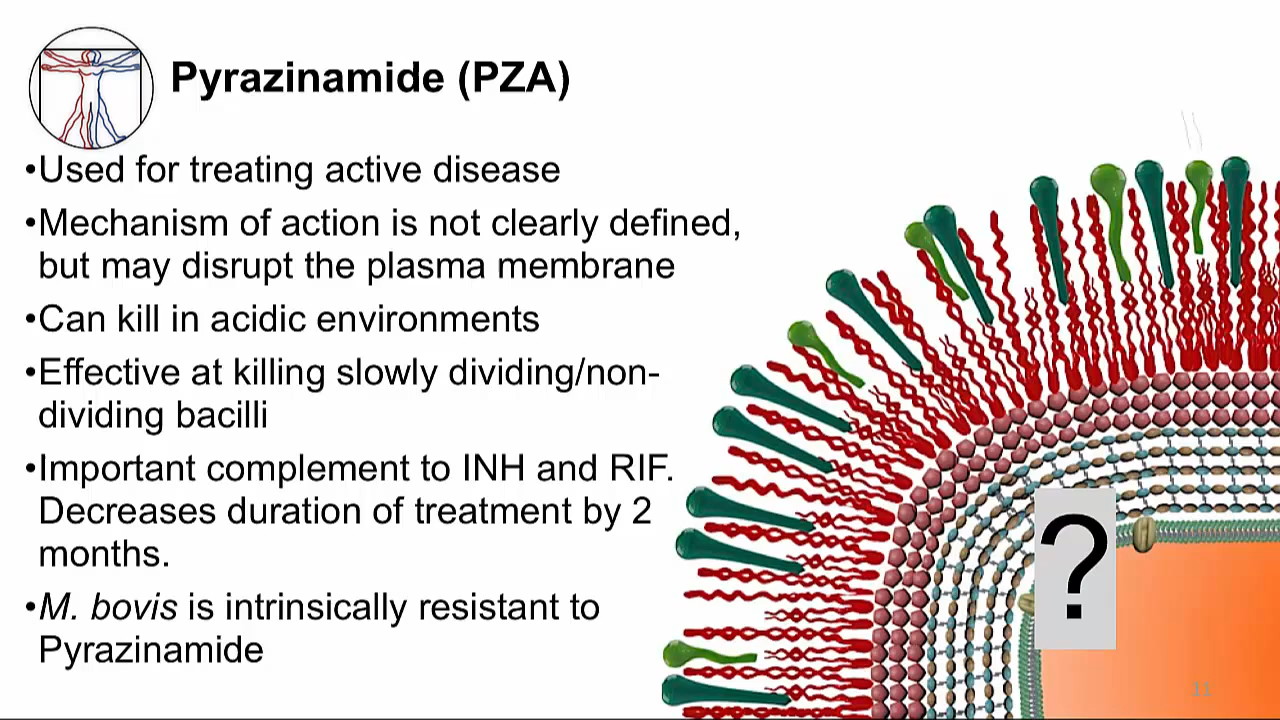 Pyrazinamide (PZA)
•Used for treating active disease
•Mechanism of action is not clearly defined,
but may disrupt the plasma membrane
•Can kill in acidic environments
•Effective at killing slowly dividing/non-
dividing bacilli
•Important complement to INH and RIF.
Decreases duration of treatment by 2
months.
•M. bovis is intrinsically resistant to
Pyrazinamide
?
11